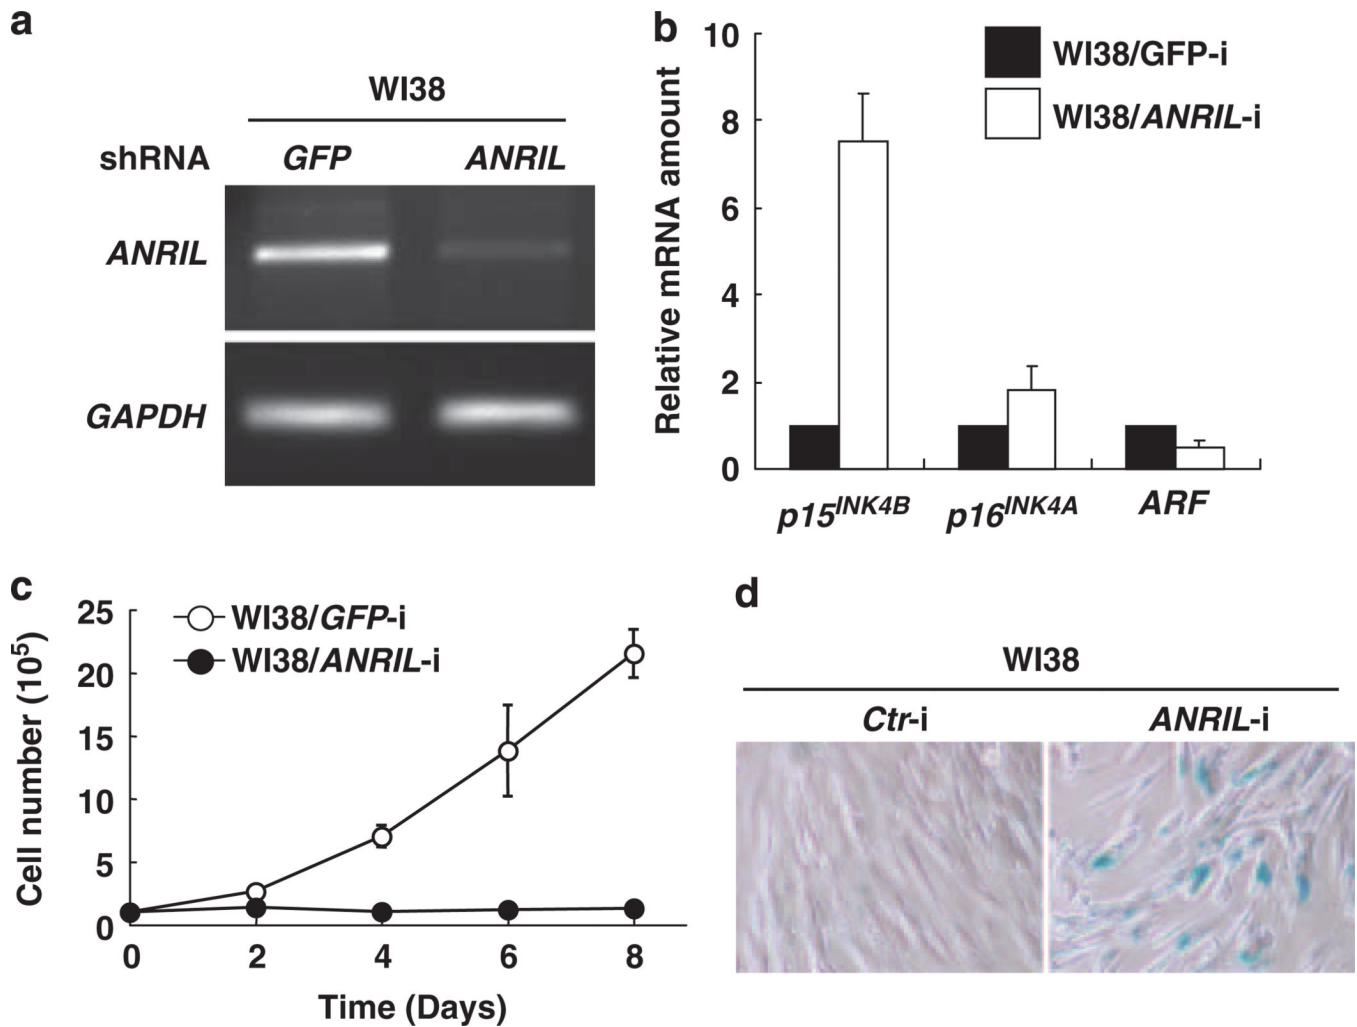 a
WI38
shRNA GFP ANRIL
ANRIL
GAPDH
b
10
8
6
4
2
0
Relative mRNA amount
WI38/GFP-i
WI38/ANRIL-i
p15INK4B p16INK4A ARF
c
25
20
15
10
5
0
Cell number (10⁵)
WI38/GFP-i
WI38/ANRIL-i
0 2 4 6 8
Time (Days)
d
WI38
Ctr-i ANRIL-i